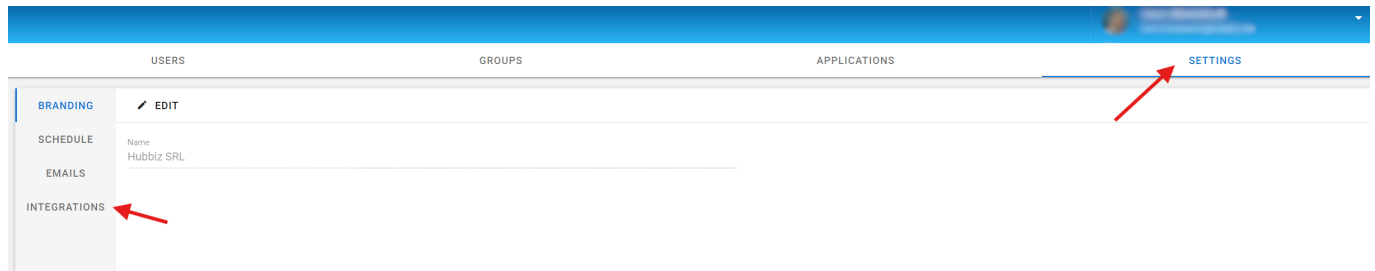 USERS GROUPS APPLICATIONS SETTINGS
BRANDING EDIT
SCHEDULE
Name
Hubbiz SRL
EMAILS
INTEGRATIONS